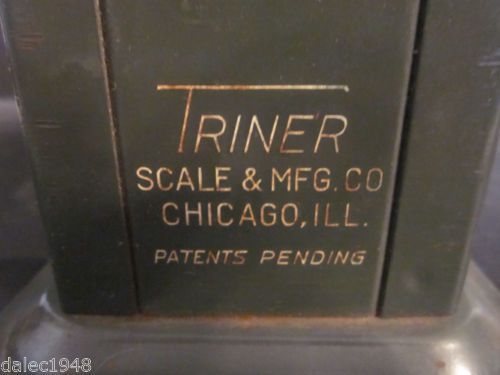 TRINER
SCALE & MFG. CO
CHICAGO, ILL.
PATENTS PENDING
dalec1948